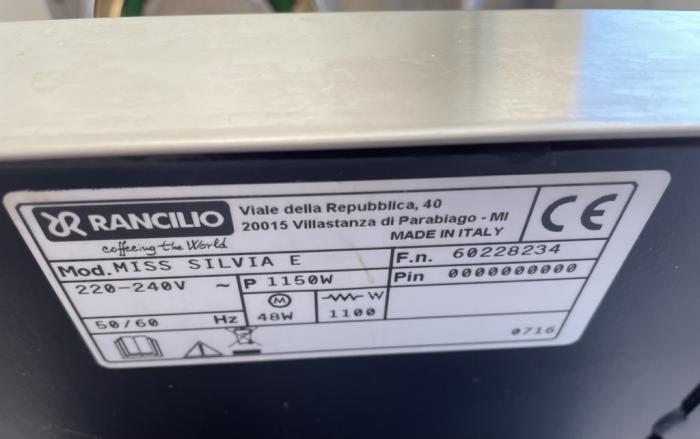 RANCILIO
coffeeing the World
Viale della Repubblica, 40
20015 Villastanza di Parabiago - MI
MADE IN ITALY
CE
Mod. MISS SILVIA E
F.n. 60228234
220-240V ~ P 1150W
Pin 0000000000
M W
50/60 Hz 48W 1100
0716